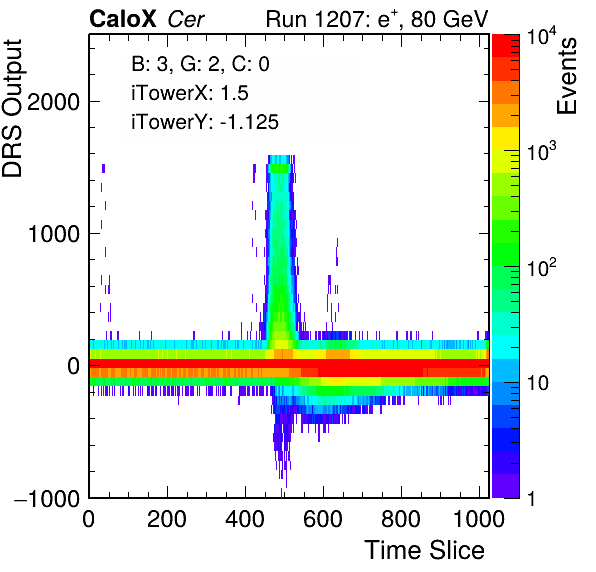 CaloX Cer Run 1207: e⁺, 80 GeV
B: 3, G: 2, C: 0
iTowerX: 1.5
iTowerY: -1.125
DRS Output
2000
1000
0
−1000
0 200 400 600 800 1000
Time Slice
Events
10⁴
10³
10²
10
1